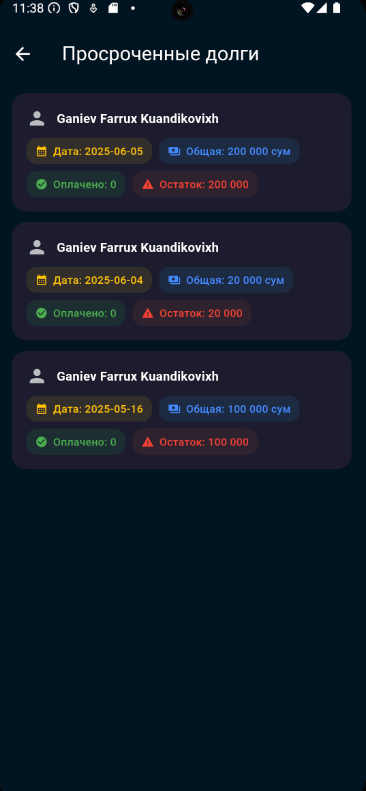 11:38
Просроченные долги
Ganiev Farrux Kuandikovixh
Дата: 2025-06-05 Общая: 200 000 сум
Оплачено: 0 Остаток: 200 000
Ganiev Farrux Kuandikovixh
Дата: 2025-06-04 Общая: 20 000 сум
Оплачено: 0 Остаток: 20 000
Ganiev Farrux Kuandikovixh
Дата: 2025-05-16 Общая: 100 000 сум
Оплачено: 0 Остаток: 100 000